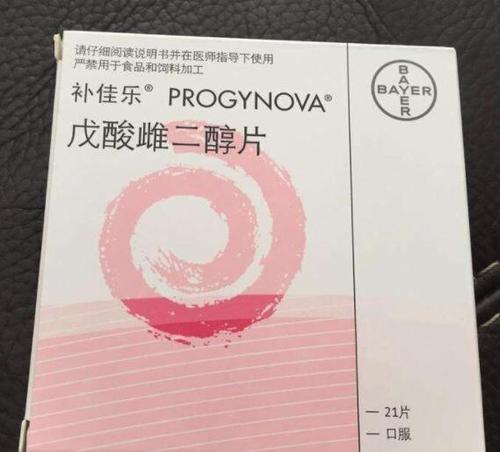 请仔细阅读说明书并在医师指导下使用
严禁用于食品和饲料加工
补佳乐® PROGYNOVA®
戊酸雌二醇片
BAYER
BAYER
— 21片
— 口服